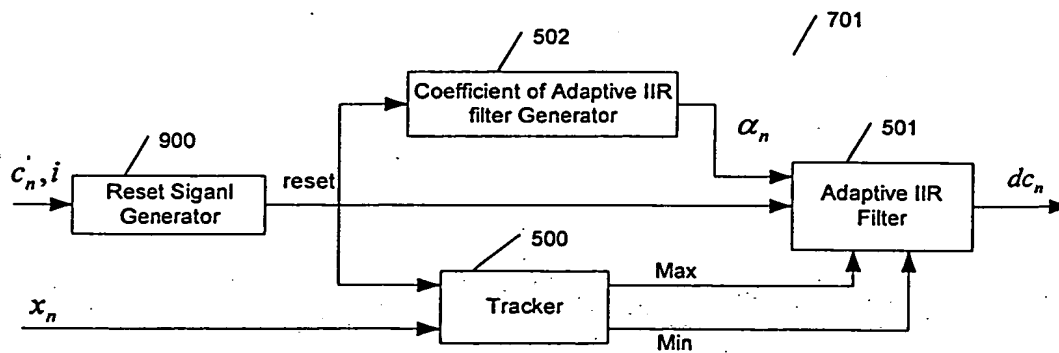 502
701
Coefficient of Adaptive IIR
filter Generator
α_n
900
501
c'_n, i
Reset Siganl
Generator
reset
Adaptive IIR
Filter
dc_n
500
Max
Tracker
x_n
Min